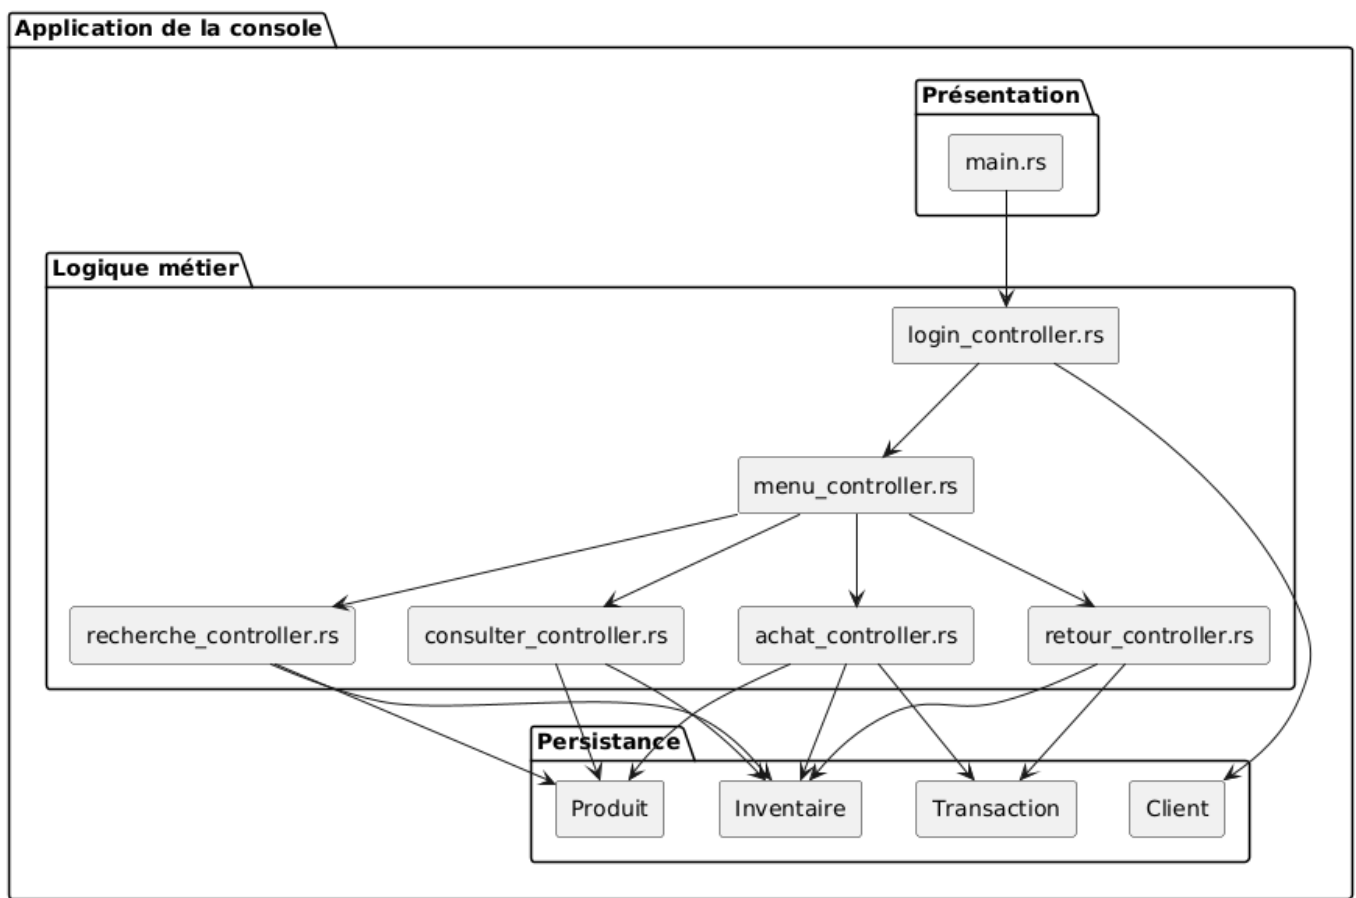 Application de la console
Présentation
main.rs
Logique métier
login_controller.rs
menu_controller.rs
recherche_controller.rs
consulter_controller.rs
achat_controller.rs
retour_controller.rs
Persistance
Produit
Inventaire
Transaction
Client